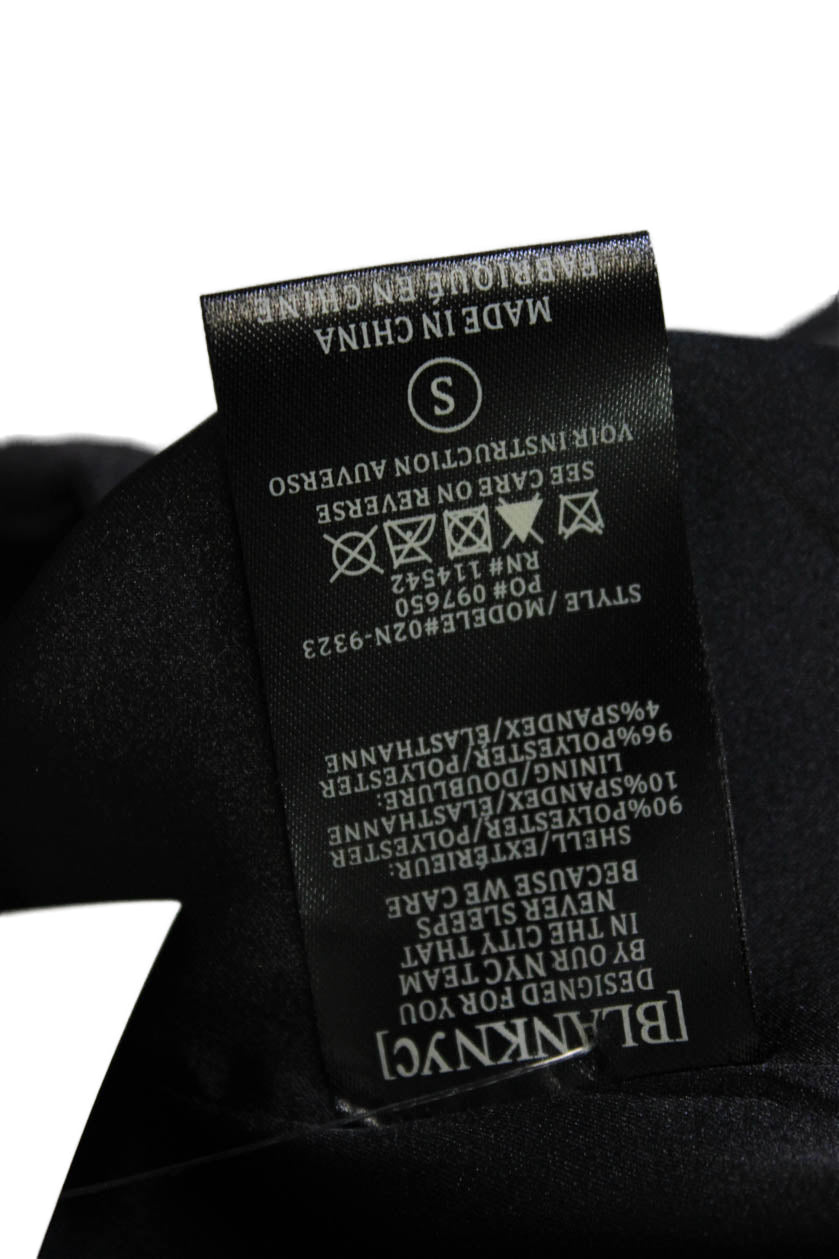 [BLANKNYC]
DESIGNED FOR YOU
BY OUR NYC TEAM
IN THE CITY THAT
NEVER SLEEPS
BECAUSE WE CARE
SHELL/EXTÉRIEUR:
90%POLYESTER/POLYESTER
10%SPANDEX/ÉLASTHANNE
LINING/DOUBLURE:
96%POLYESTER/POLYESTER
4%SPANDEX/ÉLASTHANNE
STYLE / MODELE#02N-9323
PO# 097650
RN# 114542
SEE CARE ON REVERSE
VOIR INSTRUCTION AUVERSO
S
MADE IN CHINA
FABRIQUÉ EN CHINE